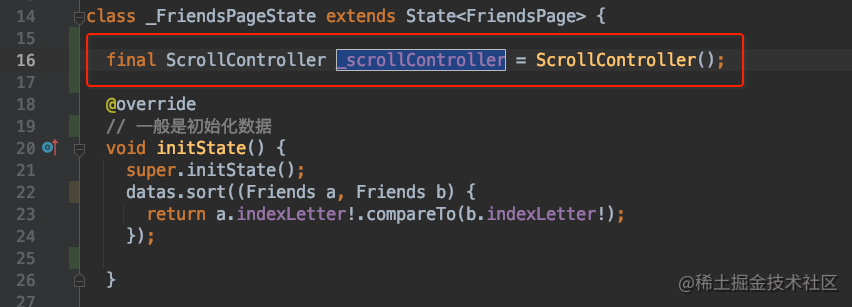 14 class _FriendsPageState extends State<FriendsPage> {
15
16 final ScrollController _scrollController = ScrollController();
17
18 @override
19 // 一般是初始化数据
20 void initState() {
21 super.initState();
22 datas.sort((Friends a, Friends b) {
23 return a.indexLetter!.compareTo(b.indexLetter!);
24 });
25
26 }
27
@稀土掘金技术社区